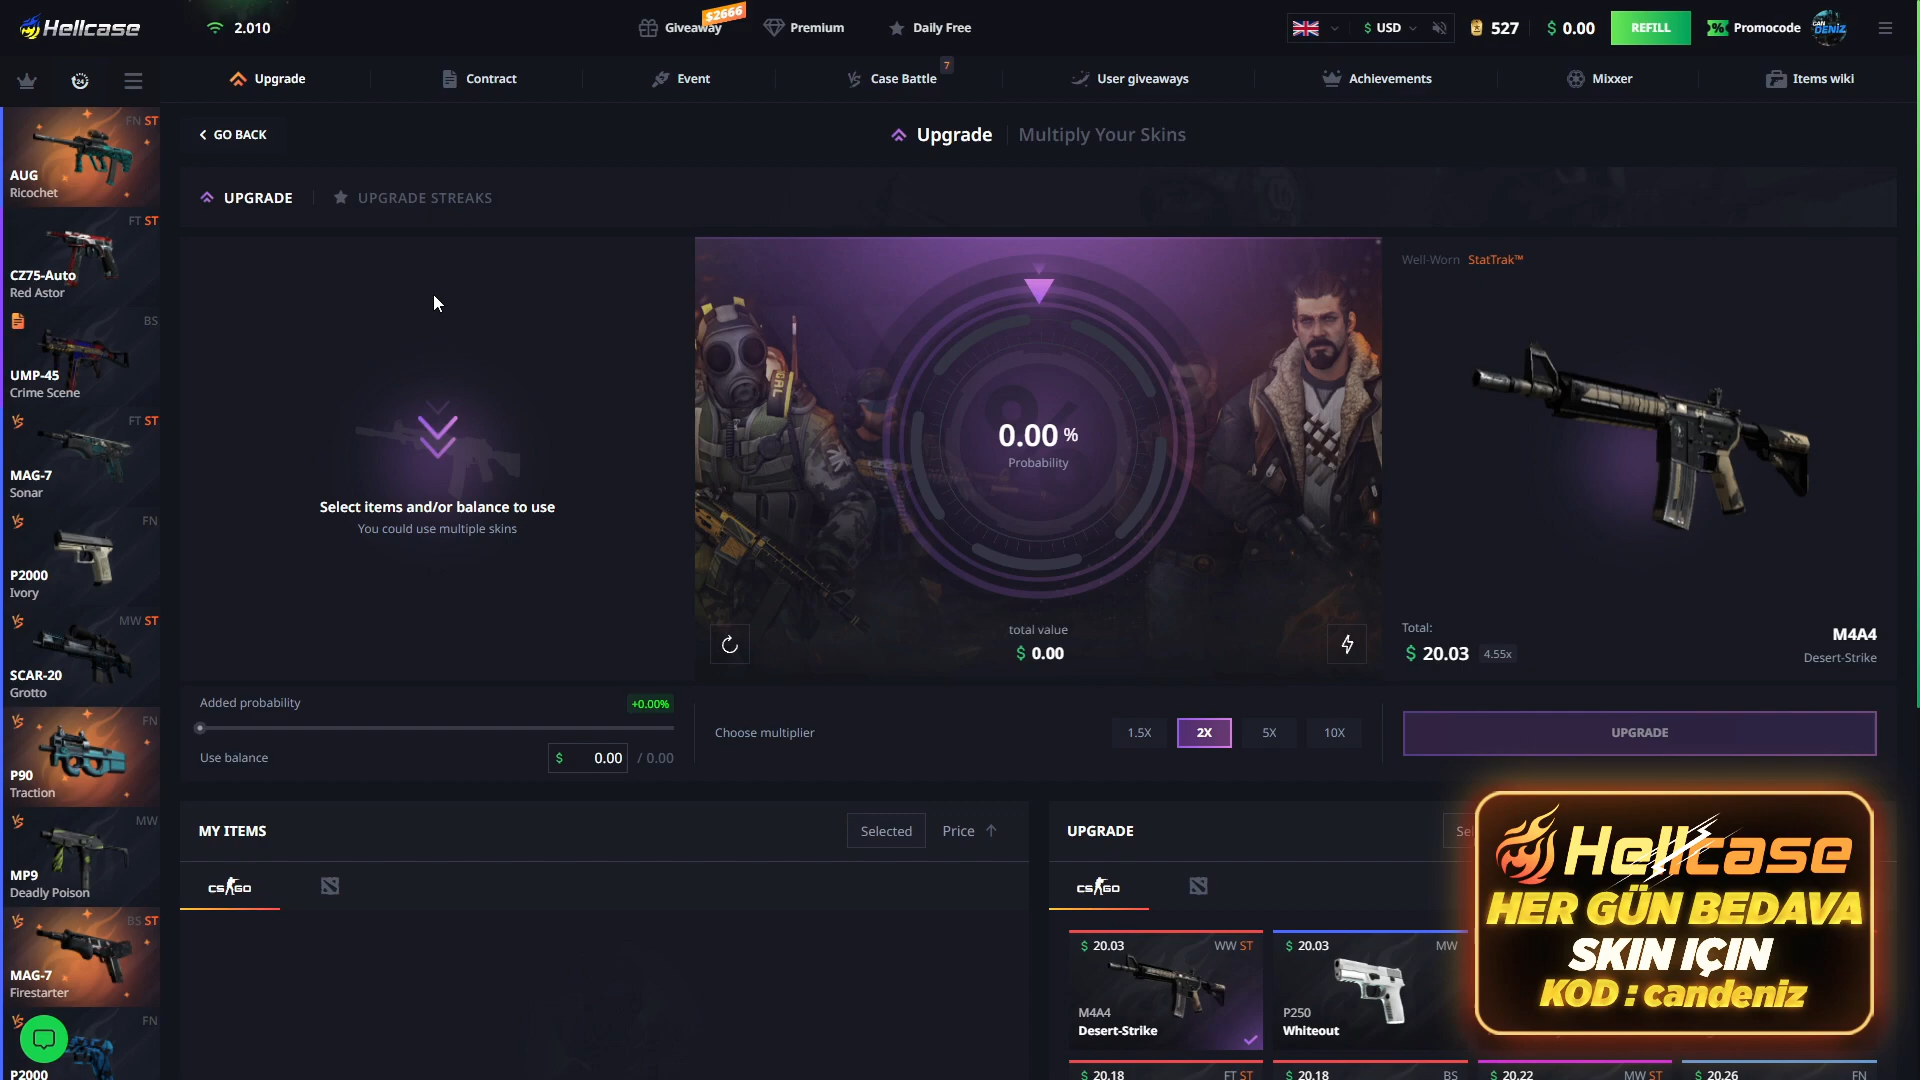 Hellcase
2.010
Giveaway
$2666
Premium
Daily Free
$ USD
527
$ 0.00
REFILL
Promocode
CAN DENIZ
24
Upgrade
Contract
Event
Case Battle
7
User giveaways
Achievements
Mixxer
Items wiki
GO BACK
Upgrade
Multiply Your Skins
UPGRADE
UPGRADE STREAKS
FN ST
AUG
Ricochet
FT ST
CZ75-Auto
Red Astor
BS
UMP-45
Crime Scene
FT ST
MAG-7
Sonar
FN
P2000
Ivory
MW ST
SCAR-20
Grotto
FN
P90
Traction
MW
MP9
Deadly Poison
BS ST
MAG-7
Firestarter
FN
P2000
Select items and/or balance to use
You could use multiple skins
0.00 %
Probability
total value
$ 0.00
Well-Worn StatTrak™
Total:
$ 20.03 4.55x
M4A4
Desert-Strike
Added probability
+0.00%
Use balance
$ 0.00 / 0.00
Choose multiplier
1.5X
2X
5X
10X
UPGRADE
MY ITEMS
Selected
Price
CS:GO
UPGRADE
Se
CS:GO
$ 20.03
WW ST
M4A4
Desert-Strike
$ 20.03
MW
P250
Whiteout
$ 20.18
FT ST
$ 20.18
BS
$ 20.22
MW ST
$ 20.26
FN
Hellcase
HER GÜN BEDAVA
SKIN IÇIN
KOD : candeniz